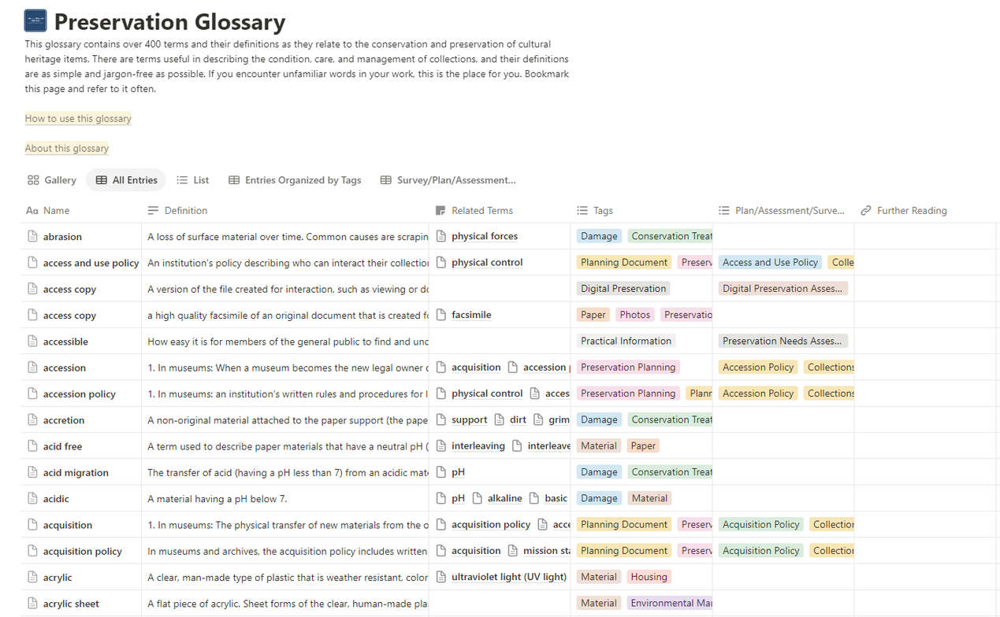 Preservation Glossary
This glossary contains over 400 terms and their definitions as they relate to the conservation and preservation of cultural
heritage items. There are terms useful in describing the condition, care, and management of collections, and their definitions
are as simple and jargon-free as possible. If you encounter unfamiliar words in your work, this is the place for you. Bookmark
this page and refer to it often.
How to use this glossary
About this glossary
Gallery All Entries List Entries Organized by Tags Survey/Plan/Assessment...
Aa Name Definition Related Terms Tags Plan/Assessment/Surve... Further Reading
abrasion A loss of surface material over time. Common causes are scrapin physical forces Damage Conservation Treat
access and use policy An institution's policy describing who can interact their collection physical control Planning Document Preserv Access and Use Policy Colle
access copy A version of the file created for interaction, such as viewing or do Digital Preservation Digital Preservation Asses...
access copy a high quality facsimile of an original document that is created fo facsimile Paper Photos Preservatio
accessible How easy it is for members of the general public to find and und Practical Information Preservation Needs Asses...
accession 1. In museums: When a museum becomes the new legal owner o acquisition accession p Preservation Planning Accession Policy Collections
accession policy 1. In museums: an institution's written rules and procedures for l physical control acces Preservation Planning Plann Accession Policy Collections
accretion A non-original material attached to the paper support (the pape support dirt grim Damage Conservation Treat
acid free A term used to describe paper materials that have a neutral pH ( interleaving interleave Material Paper
acid migration The transfer of acid (having a pH less than 7) from an acidic mate pH Damage Conservation Treat
acidic A material having a pH below 7. pH alkaline basic Damage Material
acquisition 1. In museums: The physical transfer of new materials from the o acquisition policy acce Planning Document Preserv Acquisition Policy Collection
acquisition policy In museums and archives, the acquisition policy includes written acquisition mission sta Planning Document Preserv Acquisition Policy Collection
acrylic A clear, man-made type of plastic that is weather resistant, color ultraviolet light (UV light) Material Housing
acrylic sheet A flat piece of acrylic. Sheet forms of the clear, human-made pla Material Environmental Man